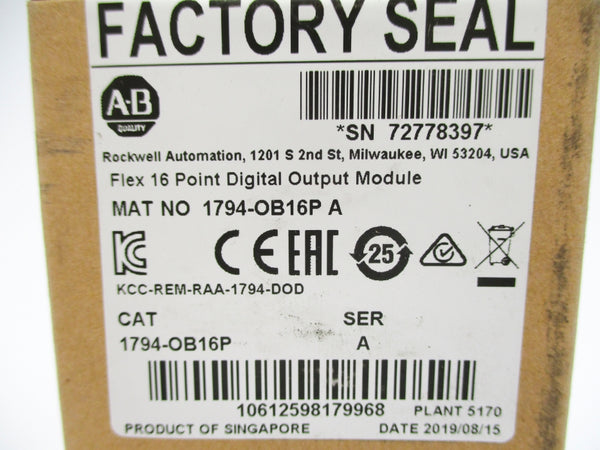 FACTORY SEAL
A-B
QUALITY
*SN 72778397*
Rockwell Automation, 1201 S 2nd St, Milwaukee, WI 53204, USA
Flex 16 Point Digital Output Module
MAT NO 1794-OB16P A
CE EAC 25
KCC-REM-RAA-1794-DOD
CAT SER
1794-OB16P A
10612598179968 PLANT 5170
PRODUCT OF SINGAPORE DATE 2019/08/15